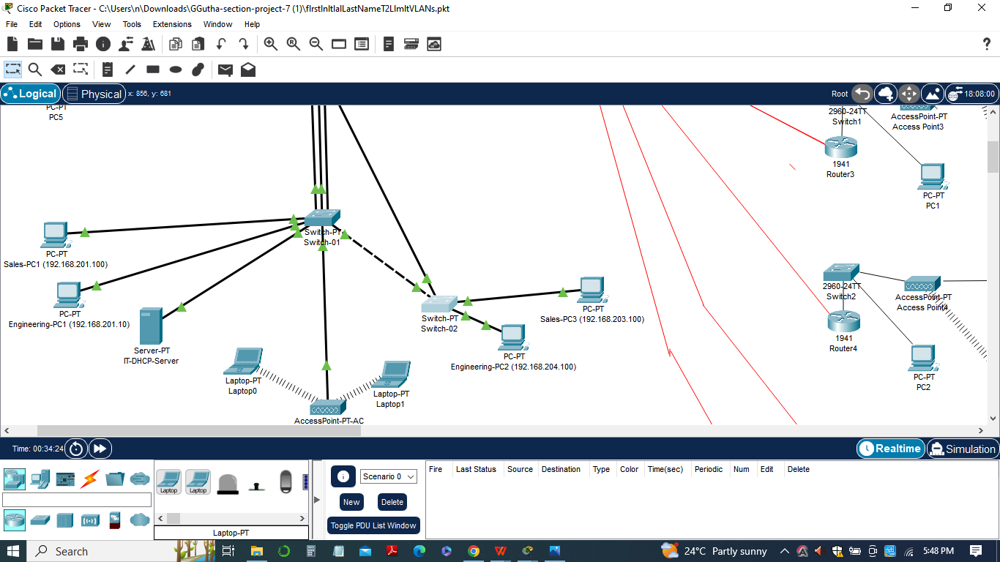 Cisco Packet Tracer - C:\Users\n\Downloads\GGutha-section-project-7 (1)\fIrstInItIalLastNameT2LImItVLANs.pkt
File Edit Options View Tools Extensions Window Help
Logical Physical x: 856, y: 681 Root 18:08:00
PC-PT
PC5
2960-24TT
Switch1
AccessPoint-PT
Access Point3
1941
Router3
PC-PT
PC1
Switch-PT
Switch-01
PC-PT
Sales-PC1 (192.168.201.100)
PC-PT
Engineering-PC1 (192.168.201.10)
Server-PT
IT-DHCP-Server
Switch-PT
Switch-02
PC-PT
Sales-PC3 (192.168.203.100)
PC-PT
Engineering-PC2 (192.168.204.100)
2960-24TT
Switch2
AccessPoint-PT
Access Point4
1941
Router4
PC-PT
PC2
Laptop-PT
Laptop0
Laptop-PT
Laptop1
AccessPoint-PT-AC
Time: 00:34:24 Realtime Simulation
Laptop Laptop
Laptop-PT
Scenario 0
New Delete
Toggle PDU List Window
Fire Last Status Source Destination Type Color Time(sec) Periodic Num Edit Delete
Search 24°C Partly sunny 5:48 PM